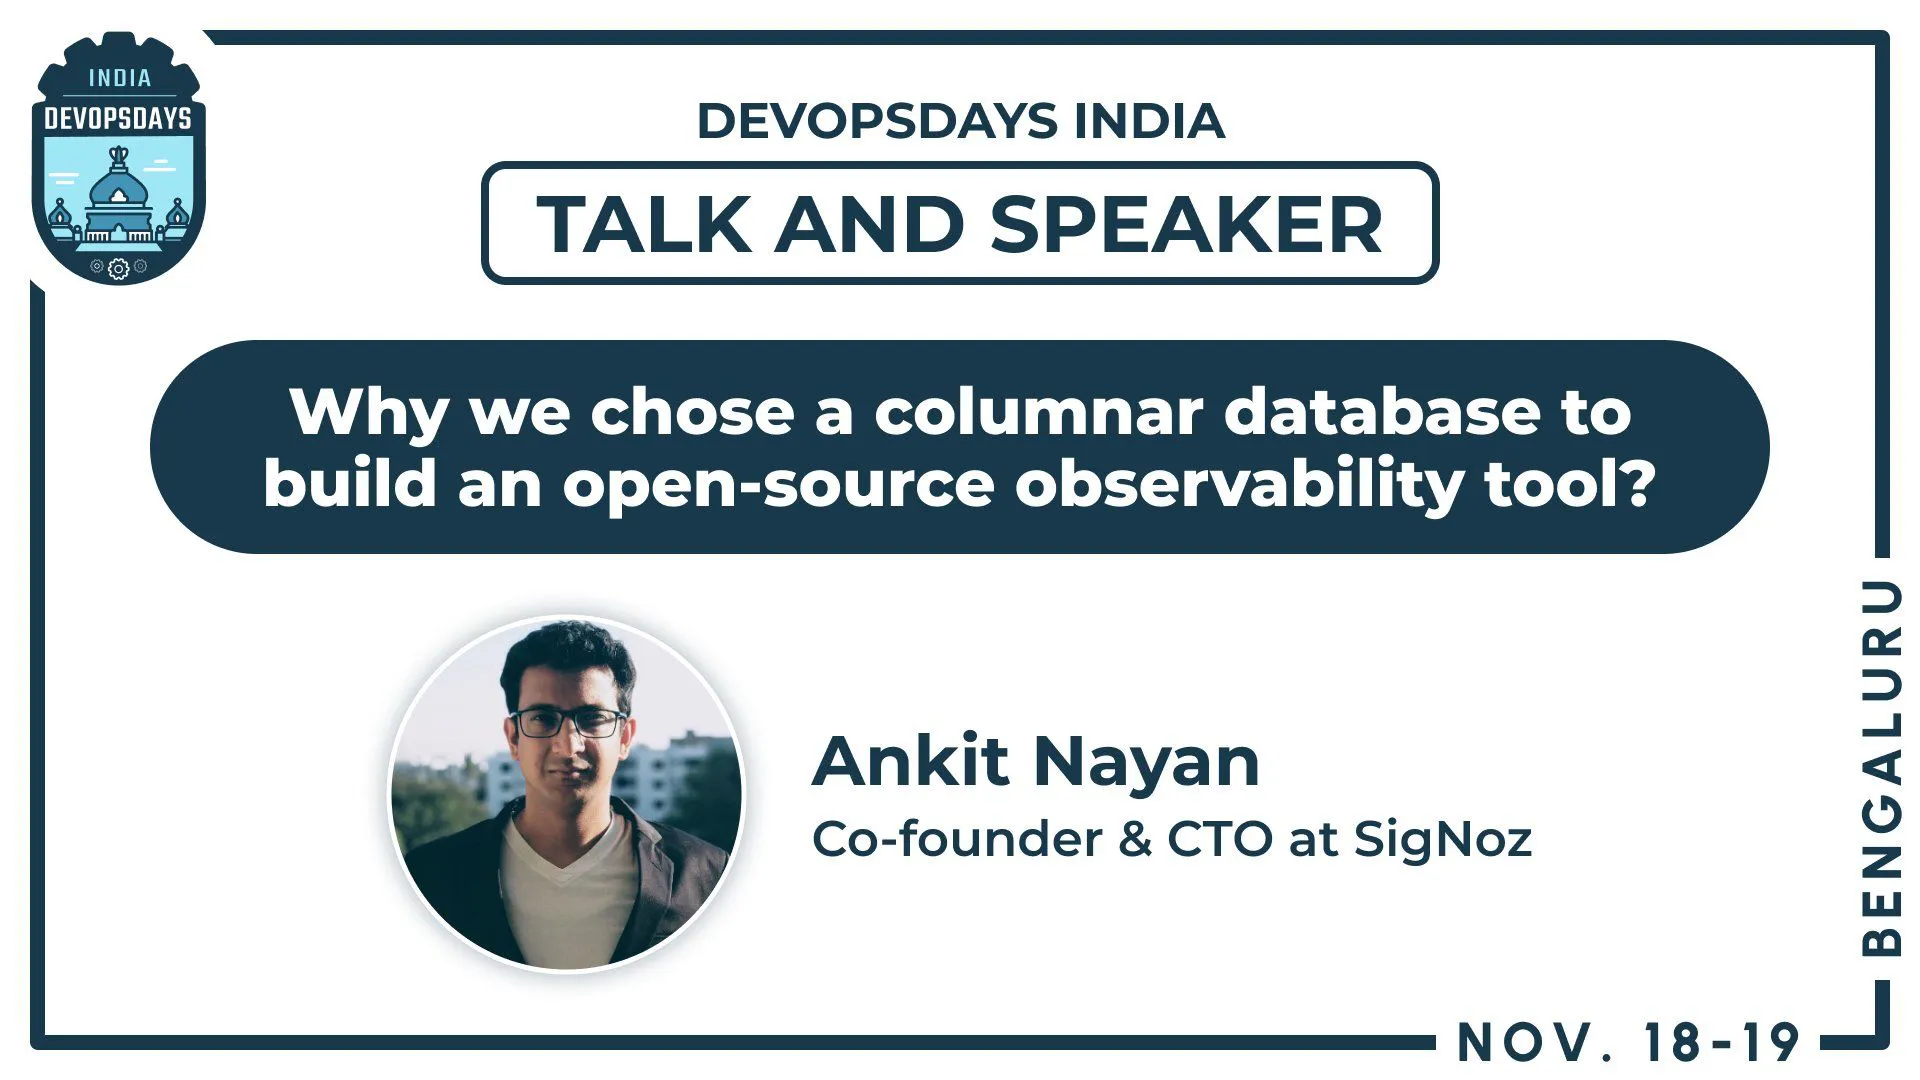 INDIA
DEVOPSDAYS
DEVOPSDAYS INDIA
TALK AND SPEAKER
Why we chose a columnar database to
build an open-source observability tool?
Ankit Nayan
Co-founder & CTO at SigNoz
BENGALURU
NOV. 18-19